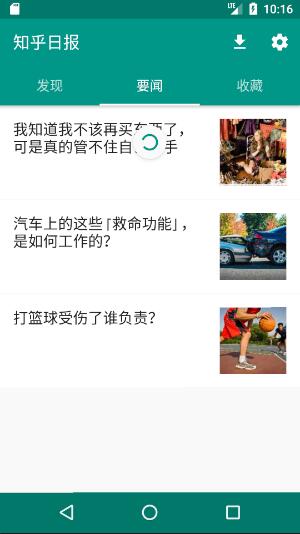 LTE 10:16
知乎日报
发现 要闻 收藏
我知道我不该再买东西了，
可是真的管不住自 手
汽车上的这些「救命功能」，
是如何工作的？
打篮球受伤了谁负责？